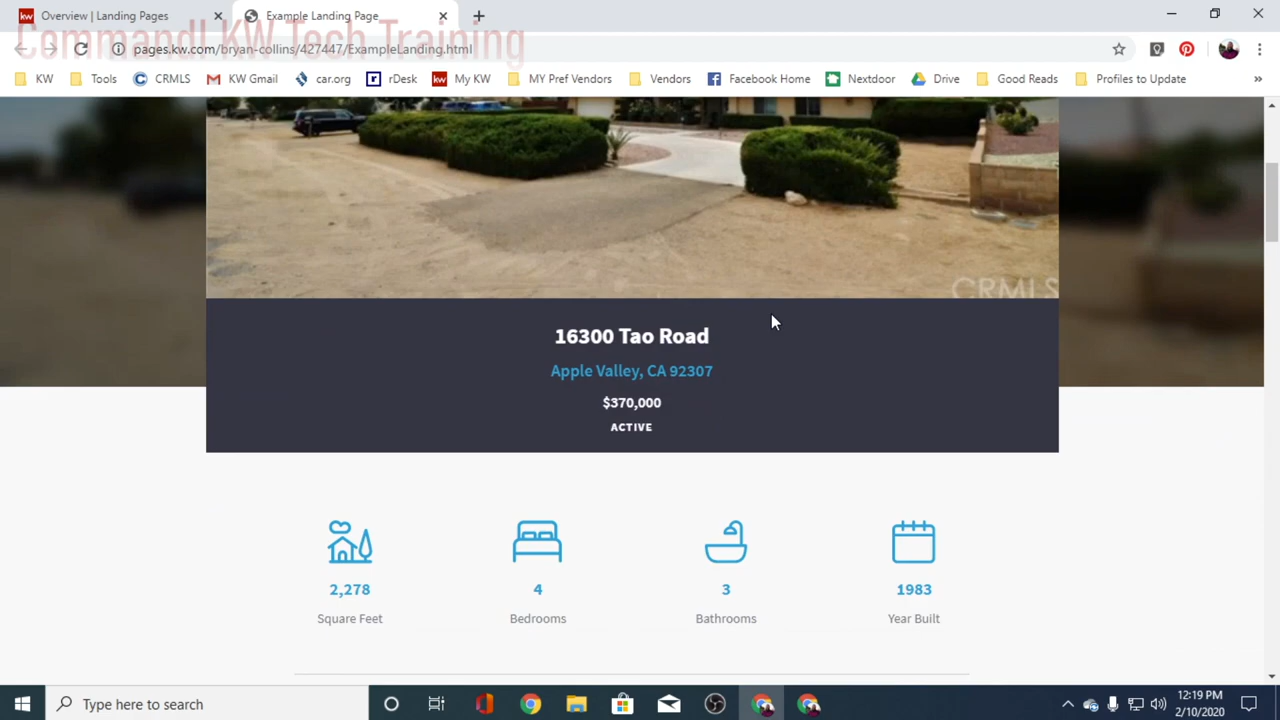 Overview | Landing Pages
Example Landing Page
Command! KW Tech Training
pages.kw.com/bryan-collins/427447/ExampleLanding.html
KW
Tools
CRMLS
KW Gmail
car.org
rDesk
My KW
MY Pref Vendors
Vendors
Facebook Home
Nextdoor
Drive
Good Reads
Profiles to Update
CRMLS
16300 Tao Road
Apple Valley, CA 92307
$370,000
ACTIVE
2,278
4
3
1983
Square Feet
Bedrooms
Bathrooms
Year Built
Type here to search
12:19 PM
2/10/2020